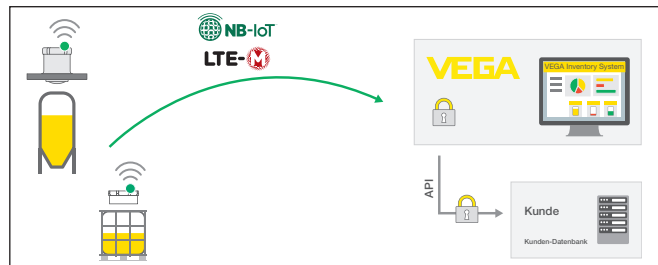 NB-IoT
LTE-M
VEGA
VEGA Inventory System
API
Kunde
Kunden-Datenbank